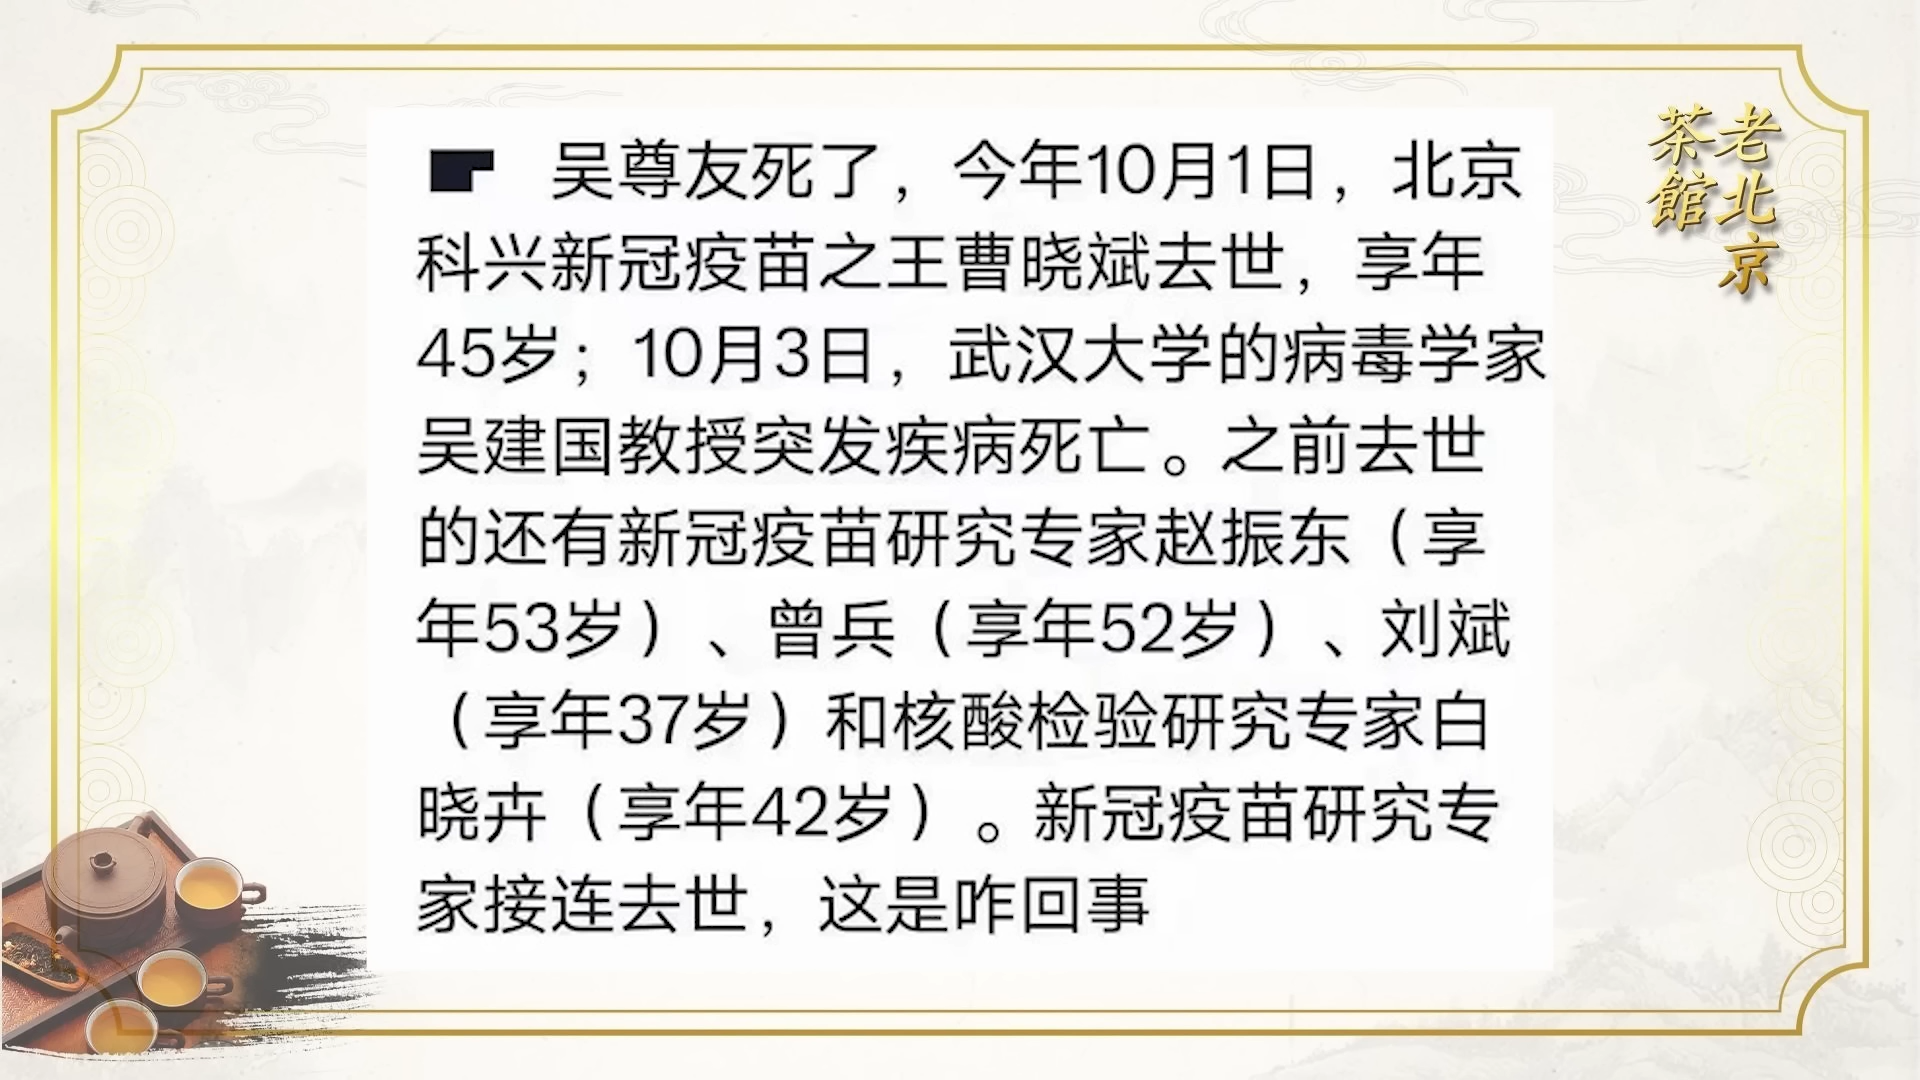 吴尊友死了，今年10月1日，北京
科兴新冠疫苗之王曹晓斌去世，享年
45岁；10月3日，武汉大学的病毒学家
吴建国教授突发疾病死亡。之前去世
的还有新冠疫苗研究专家赵振东（享
年53岁）、曾兵（享年52岁）、刘斌
（享年37岁）和核酸检验研究专家白
晓卉（享年42岁）。新冠疫苗研究专
家接连去世，这是咋回事
老北京
茶館